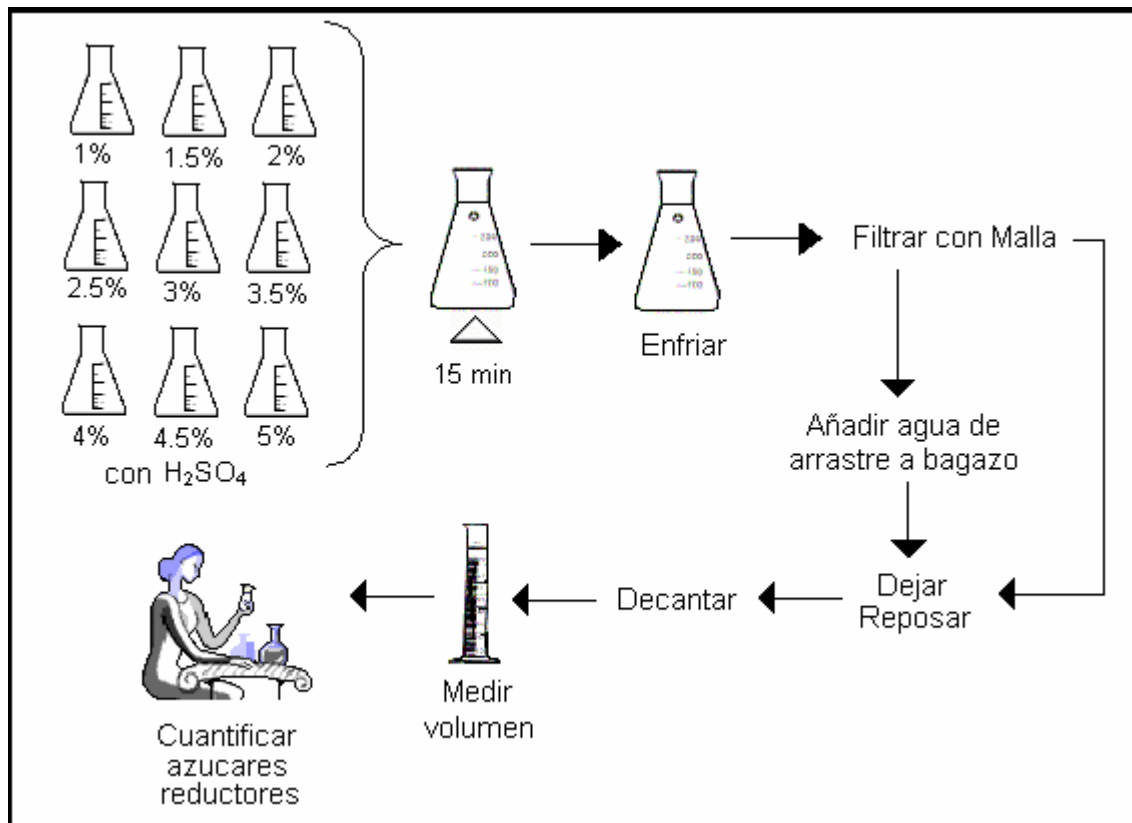 1%
1.5%
2%
2.5%
3%
3.5%
4%
4.5%
5%
con H₂SO₄
15 min
Enfriar
Filtrar con Malla
Añadir agua de
arrastre a bagazo
Dejar
Reposar
Decantar
Medir
volumen
Cuantificar
azucares
reductores